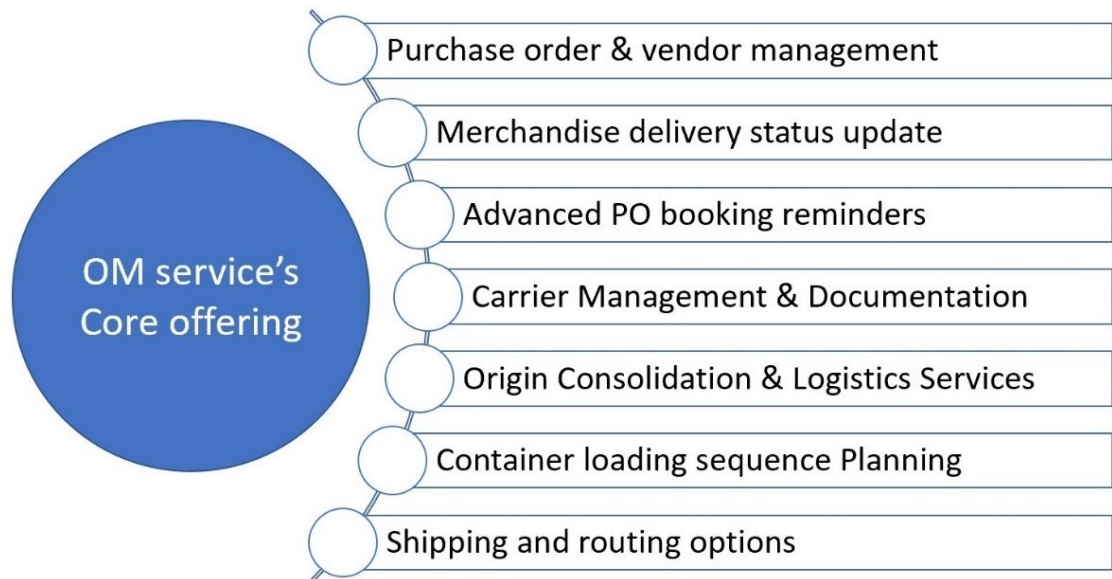 OM service’s
Core offering
Purchase order & vendor management
Merchandise delivery status update
Advanced PO booking reminders
Carrier Management & Documentation
Origin Consolidation & Logistics Services
Container loading sequence Planning
Shipping and routing options